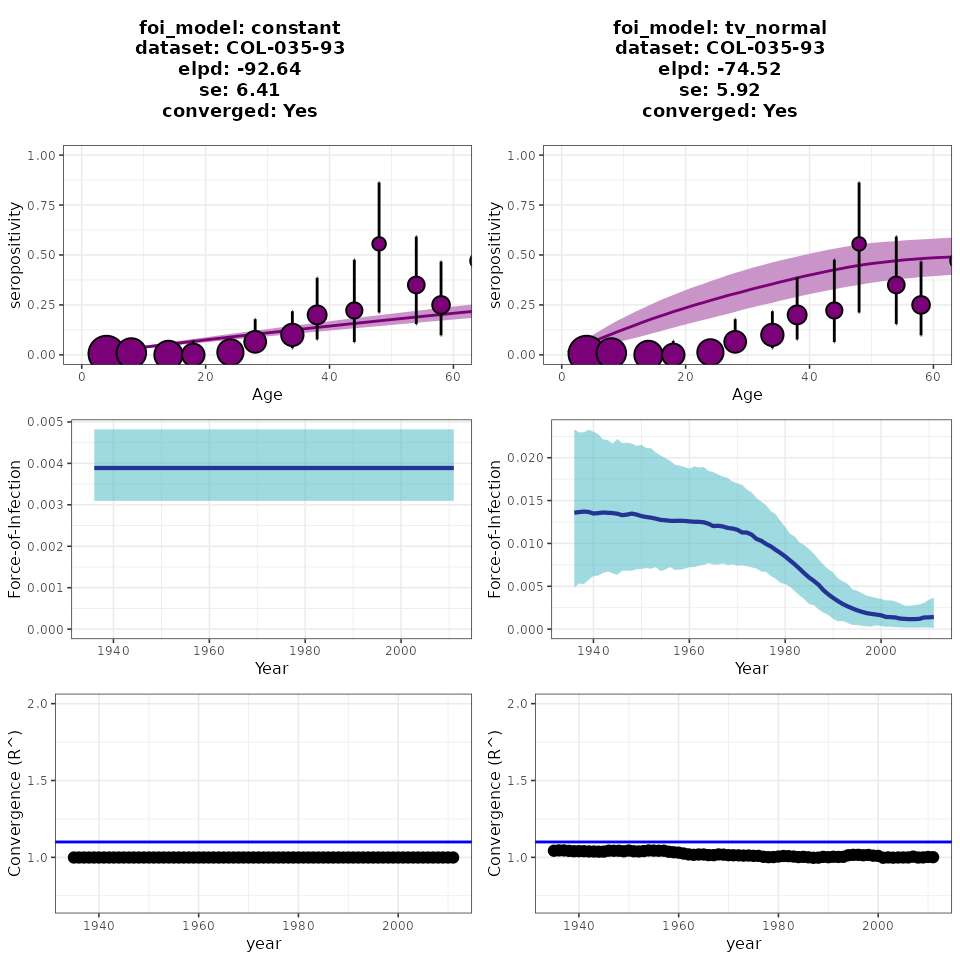 foi_model: constant
dataset: COL-035-93
elpd: -92.64
se: 6.41
converged: Yes
1.00
0.75
0.50
0.25
0.00
seropositivity
0 20 40 60
Age
0.005
0.004
0.003
0.002
0.001
0.000
Force-of-Infection
1940 1960 1980 2000
Year
2.0
1.5
1.0
Convergence (R^)
1940 1960 1980 2000
year
foi_model: tv_normal
dataset: COL-035-93
elpd: -74.52
se: 5.92
converged: Yes
1.00
0.75
0.50
0.25
0.00
seropositivity
0 20 40 60
Age
0.020
0.015
0.010
0.005
0.000
Force-of-Infection
1940 1960 1980 2000
Year
2.0
1.5
1.0
Convergence (R^)
1940 1960 1980 2000
year